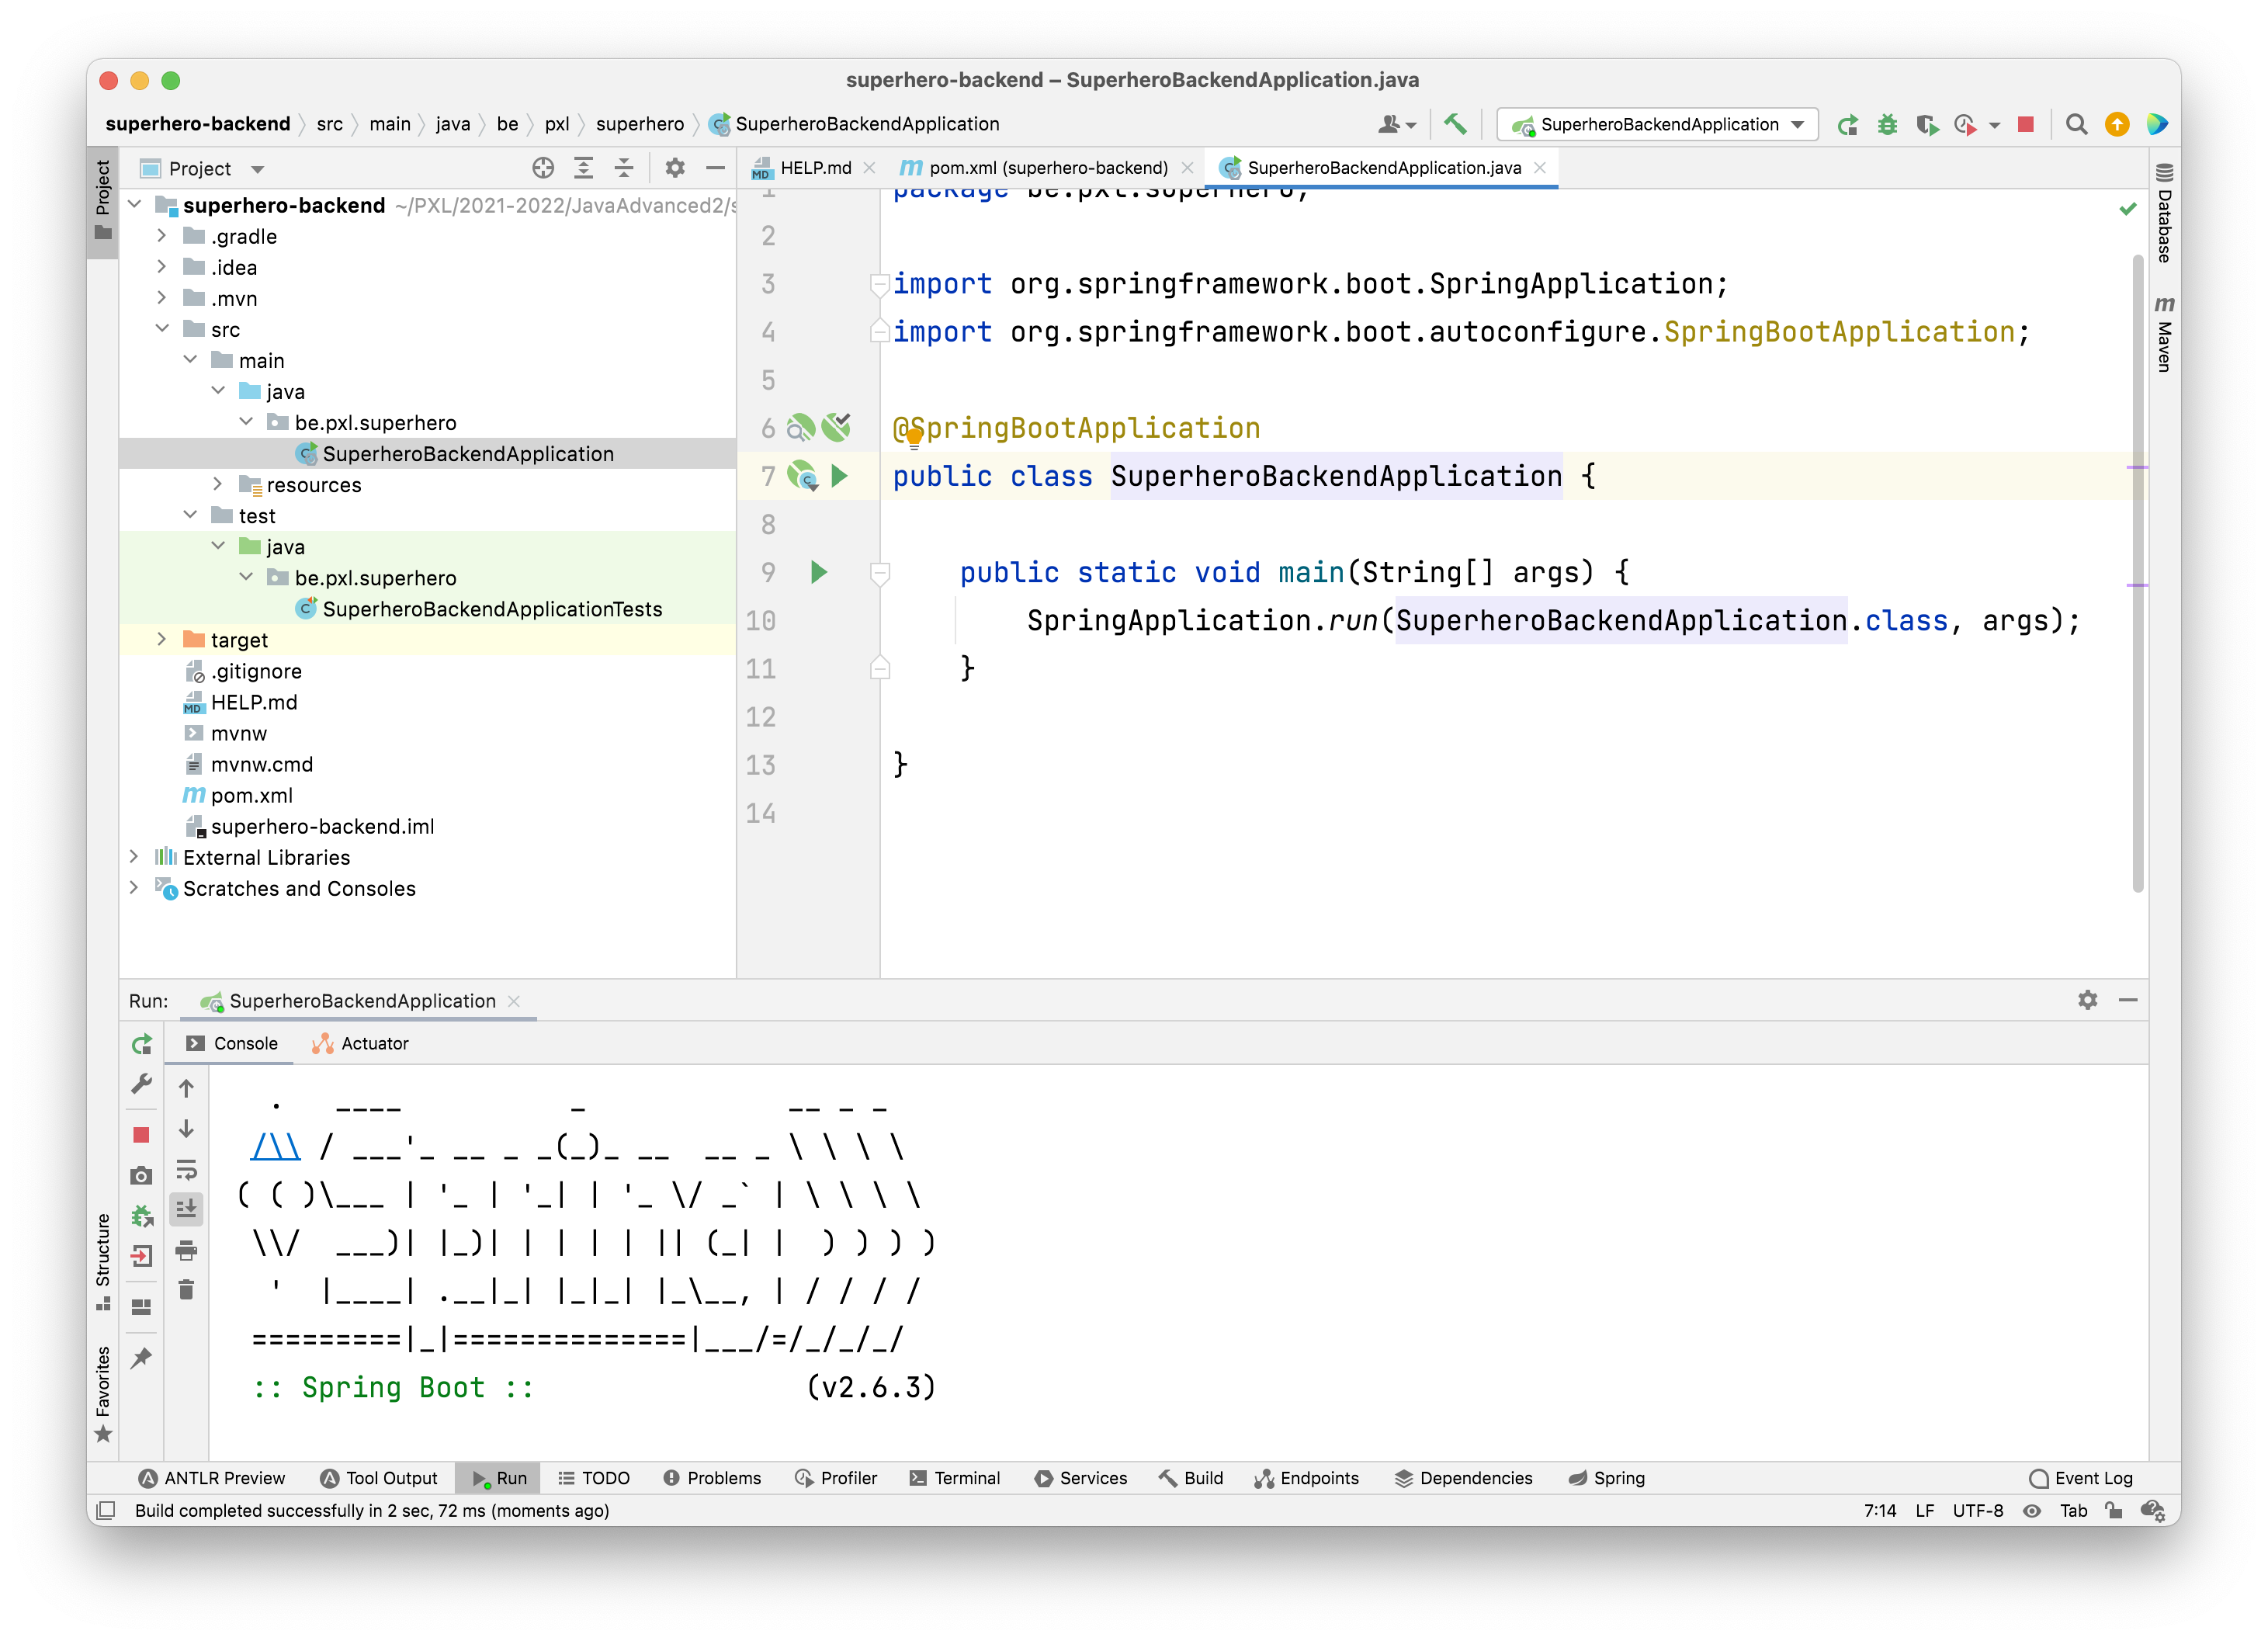 superhero-backend – SuperheroBackendApplication.java
superhero-backend src main java be pxl superhero SuperheroBackendApplication
SuperheroBackendApplication
Project
Project
HELP.md
pom.xml (superhero-backend)
SuperheroBackendApplication.java
superhero-backend ~/PXL/2021-2022/JavaAdvanced2/s
.gradle
.idea
.mvn
src
main
java
be.pxl.superhero
SuperheroBackendApplication
resources
test
java
be.pxl.superhero
SuperheroBackendApplicationTests
target
.gitignore
HELP.md
mvnw
mvnw.cmd
pom.xml
superhero-backend.iml
External Libraries
Scratches and Consoles
1 package be.pxl.superhero;
2
3 import org.springframework.boot.SpringApplication;
4 import org.springframework.boot.autoconfigure.SpringBootApplication;
5
6 @SpringBootApplication
7 public class SuperheroBackendApplication {
8
9 public static void main(String[] args) {
10 SpringApplication.run(SuperheroBackendApplication.class, args);
11 }
12
13 }
14
Database
Maven
Run: SuperheroBackendApplication
Console Actuator
  .   ____          _            __ _ _
 /\\ / ___'_ __ _ _(_)_ __  __ _ \ \ \ \
( ( )\___ | '_ | '_| | '_ \/ _` | \ \ \ \
 \\/  ___)| |_)| | | | | || (_| |  ) ) ) )
  '  |____| .__|_| |_|_| |_\__, | / / / /
 =========|_|==============|___/=/_/_/_/
 :: Spring Boot ::                (v2.6.3)
Structure
Favorites
ANTLR Preview Tool Output Run TODO Problems Profiler Terminal Services Build Endpoints Dependencies Spring Event Log
Build completed successfully in 2 sec, 72 ms (moments ago) 7:14 LF UTF-8 Tab